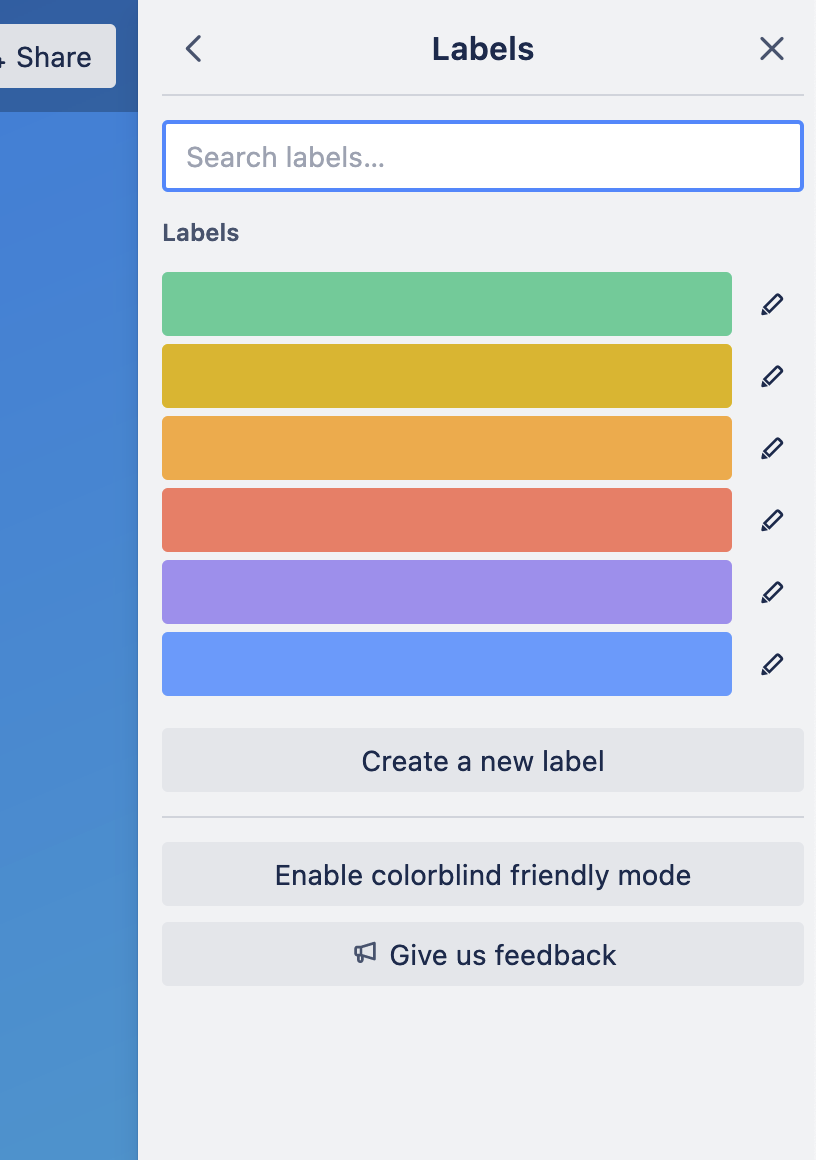 Share
Labels
Search labels...
Labels
Create a new label
Enable colorblind friendly mode
Give us feedback